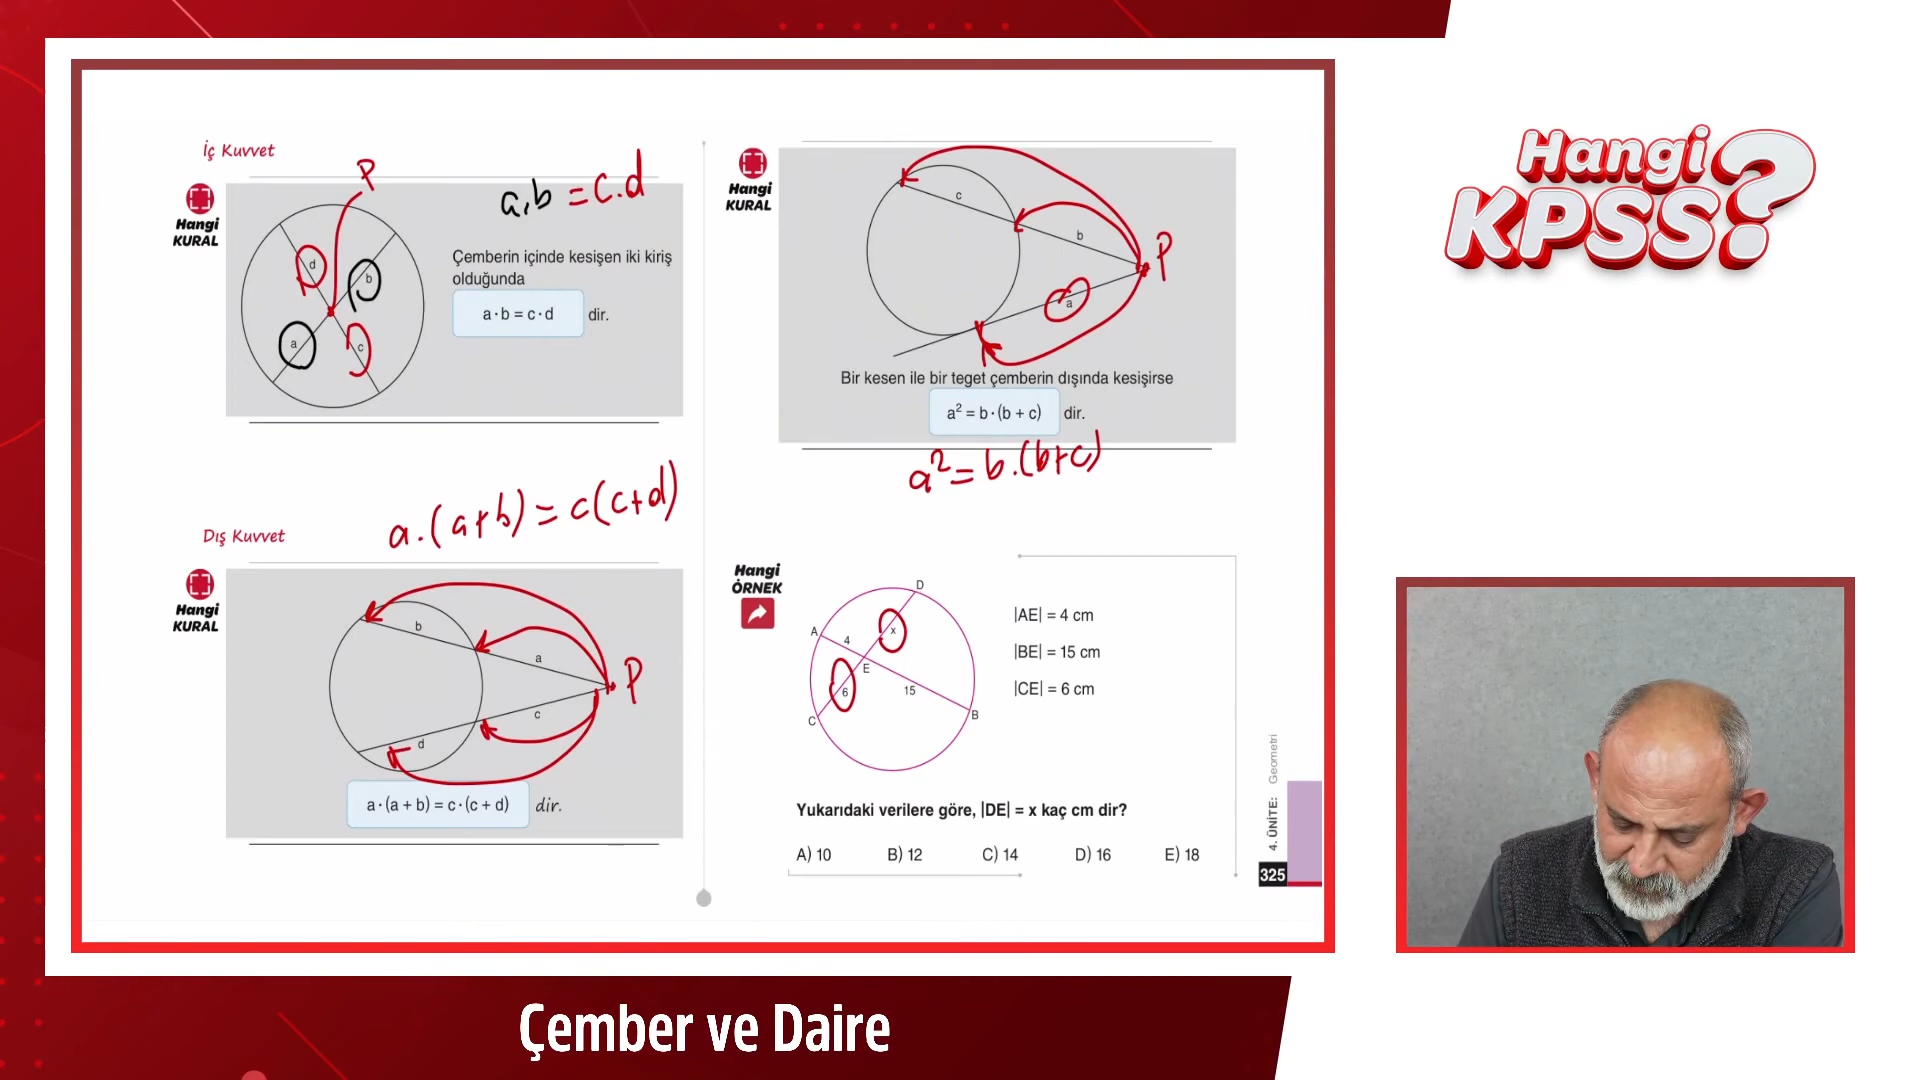 İç Kuvvet
Hangi
KURAL
P
a.b = c.d
d
b
a
c
Çemberin içinde kesişen iki kiriş
olduğunda
a·b = c·d dir.
Dış Kuvvet
a.(a+b) = c(c+d)
Hangi
KURAL
b
a
P
c
d
a·(a + b) = c·(c + d) dir.
Hangi
KURAL
c
b
P
a
Bir kesen ile bir teget çemberin dışında kesişirse
a² = b·(b + c) dir.
a² = b.(b+c)
Hangi
ÖRNEK
D
A
4
x
E
6
15
C
B
|AE| = 4 cm
|BE| = 15 cm
|CE| = 6 cm
Yukarıdaki verilere göre, |DE| = x kaç cm dir?
A) 10 B) 12 C) 14 D) 16 E) 18
4. ÜNİTE: Geometri
325
Hangi
KPSS?
Çember ve Daire